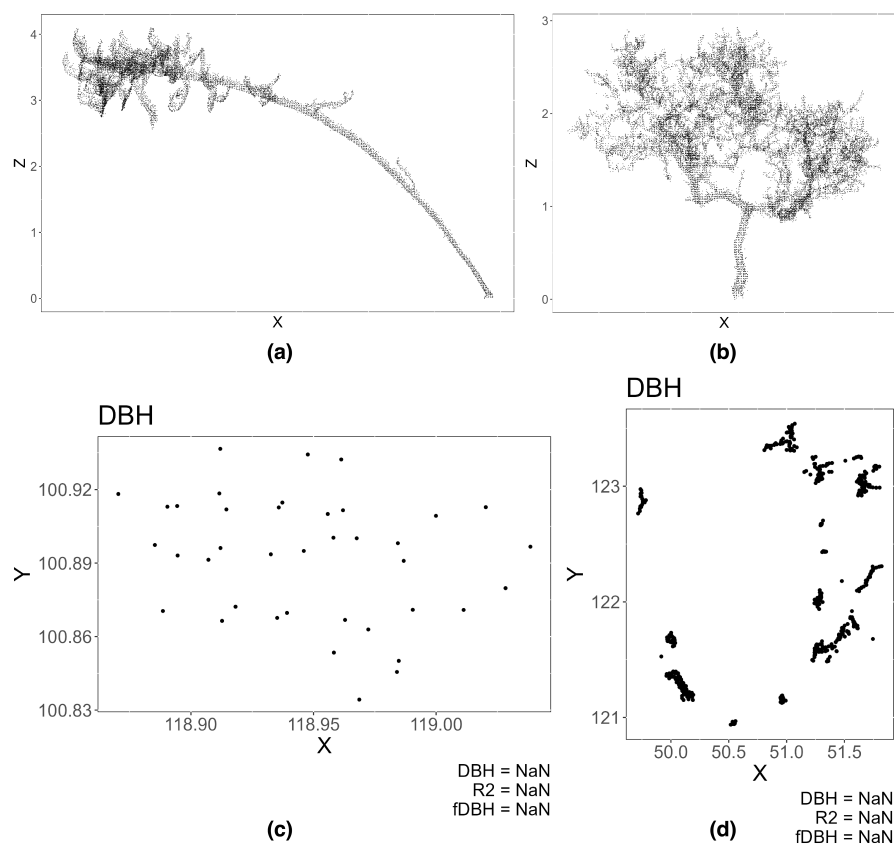 4
3
2
1
0
Z
X
(a)
3
2
1
0
Z
X
(b)
DBH
100.92
100.89
100.86
100.83
Y
118.90 118.95 119.00
X
DBH = NaN
R2 = NaN
fDBH = NaN
(c)
DBH
123
122
121
Y
50.0 50.5 51.0 51.5
X
DBH = NaN
R2 = NaN
fDBH = NaN
(d)